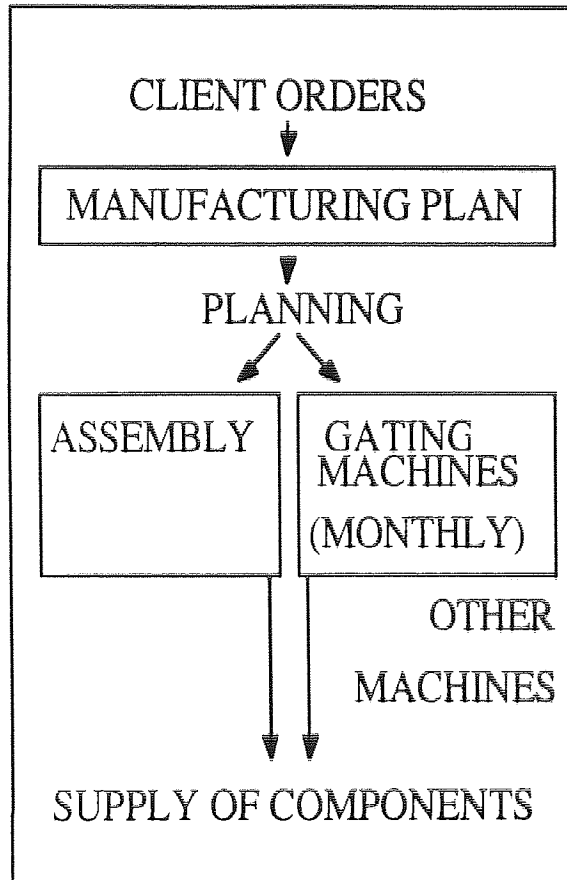 CLIENT ORDERS
MANUFACTURING PLAN
PLANNING
ASSEMBLY
GATING
MACHINES
(MONTHLY)
OTHER
MACHINES
SUPPLY OF COMPONENTS